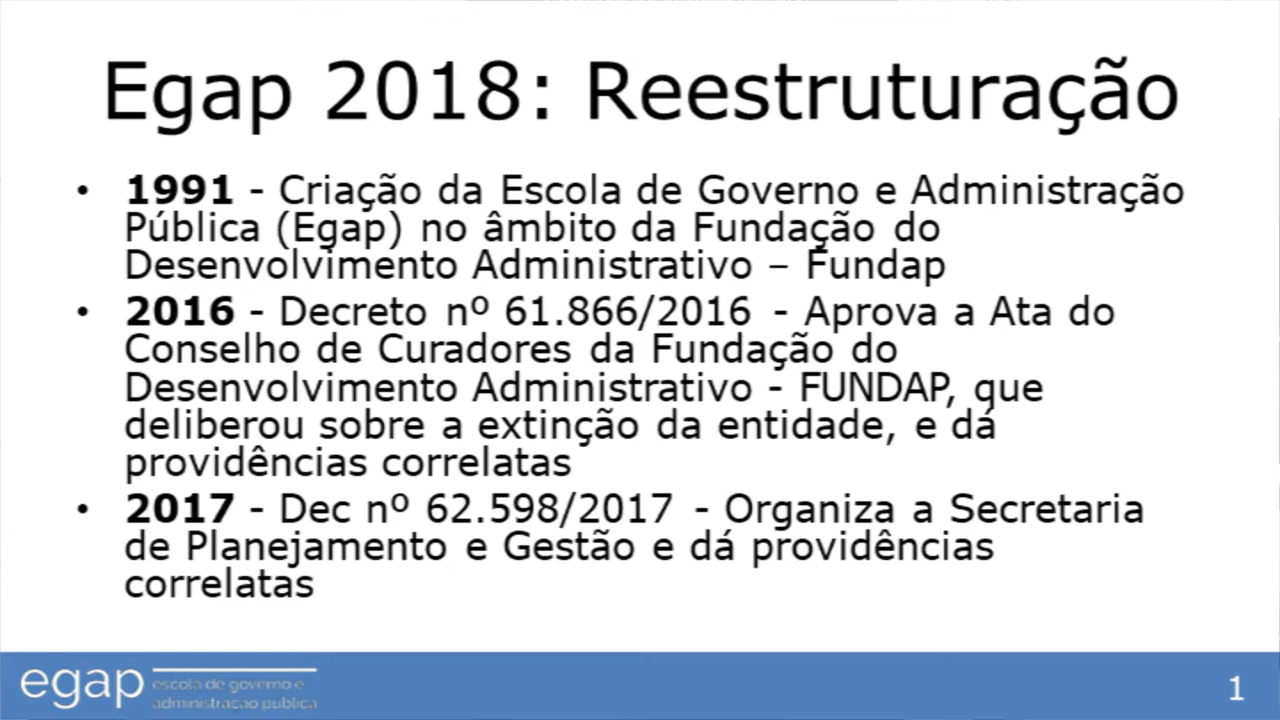 Egap 2018: Reestruturação
• 1991 - Criação da Escola de Governo e Administração
Pública (Egap) no âmbito da Fundação do
Desenvolvimento Administrativo – Fundap
• 2016 - Decreto nº 61.866/2016 - Aprova a Ata do
Conselho de Curadores da Fundação do
Desenvolvimento Administrativo - FUNDAP, que
deliberou sobre a extinção da entidade, e dá
providências correlatas
• 2017 - Dec nº 62.598/2017 - Organiza a Secretaria
de Planejamento e Gestão e dá providências
correlatas
egap
escola de governo e
administracao publica
1